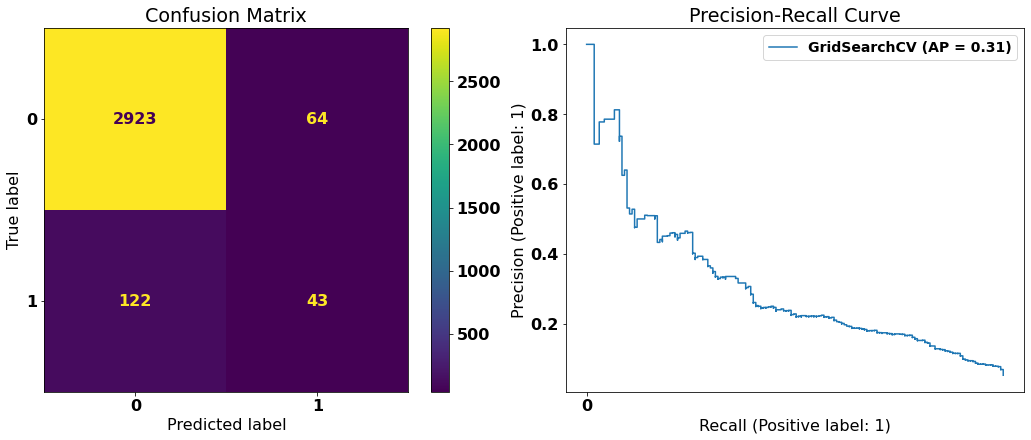 Confusion Matrix
True label
0
1
2923
64
122
43
0
1
Predicted label
2500
2000
1500
1000
500
Precision-Recall Curve
GridSearchCV (AP = 0.31)
Precision (Positive label: 1)
1.0
0.8
0.6
0.4
0.2
0
Recall (Positive label: 1)